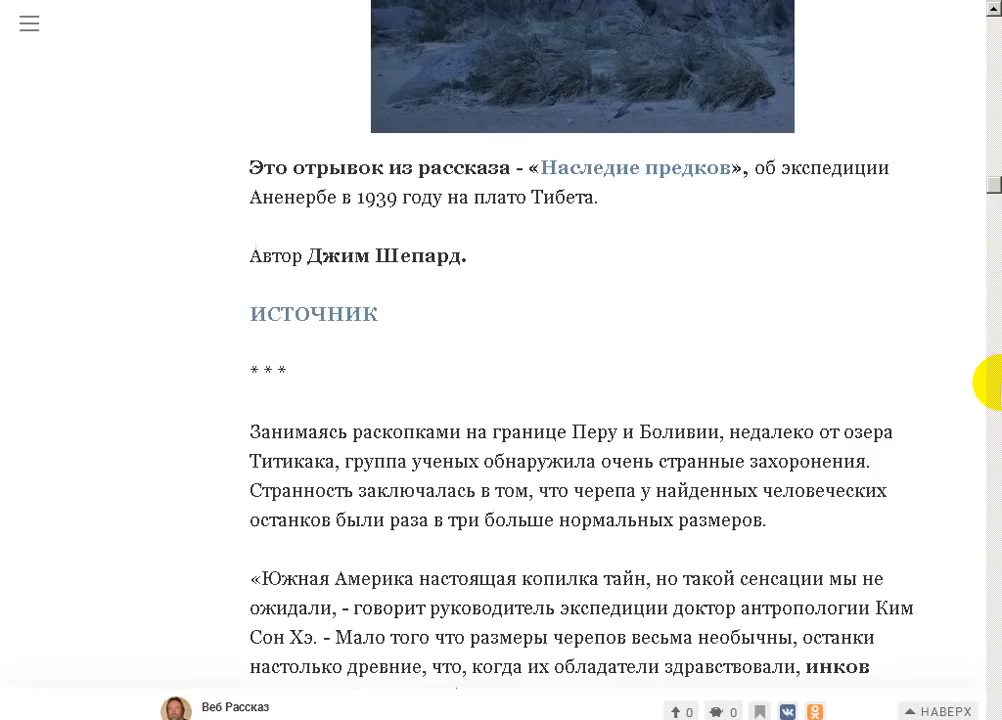 Это отрывок из рассказа - «Наследие предков», об экспедиции
Аненербе в 1939 году на плато Тибета.
Автор Джим Шепард.
ИСТОЧНИК
* * *
Занимаясь раскопками на границе Перу и Боливии, недалеко от озера
Титикака, группа ученых обнаружила очень странные захоронения.
Странность заключалась в том, что черепа у найденных человеческих
останков были раза в три больше нормальных размеров.
«Южная Америка настоящая копилка тайн, но такой сенсации мы не
ожидали, - говорит руководитель экспедиции доктор антропологии Ким
Сон Хэ. - Мало того что размеры черепов весьма необычны, останки
настолько древние, что, когда их обладатели здравствовали, инков
Веб Рассказ
0
0
НАВЕРХ